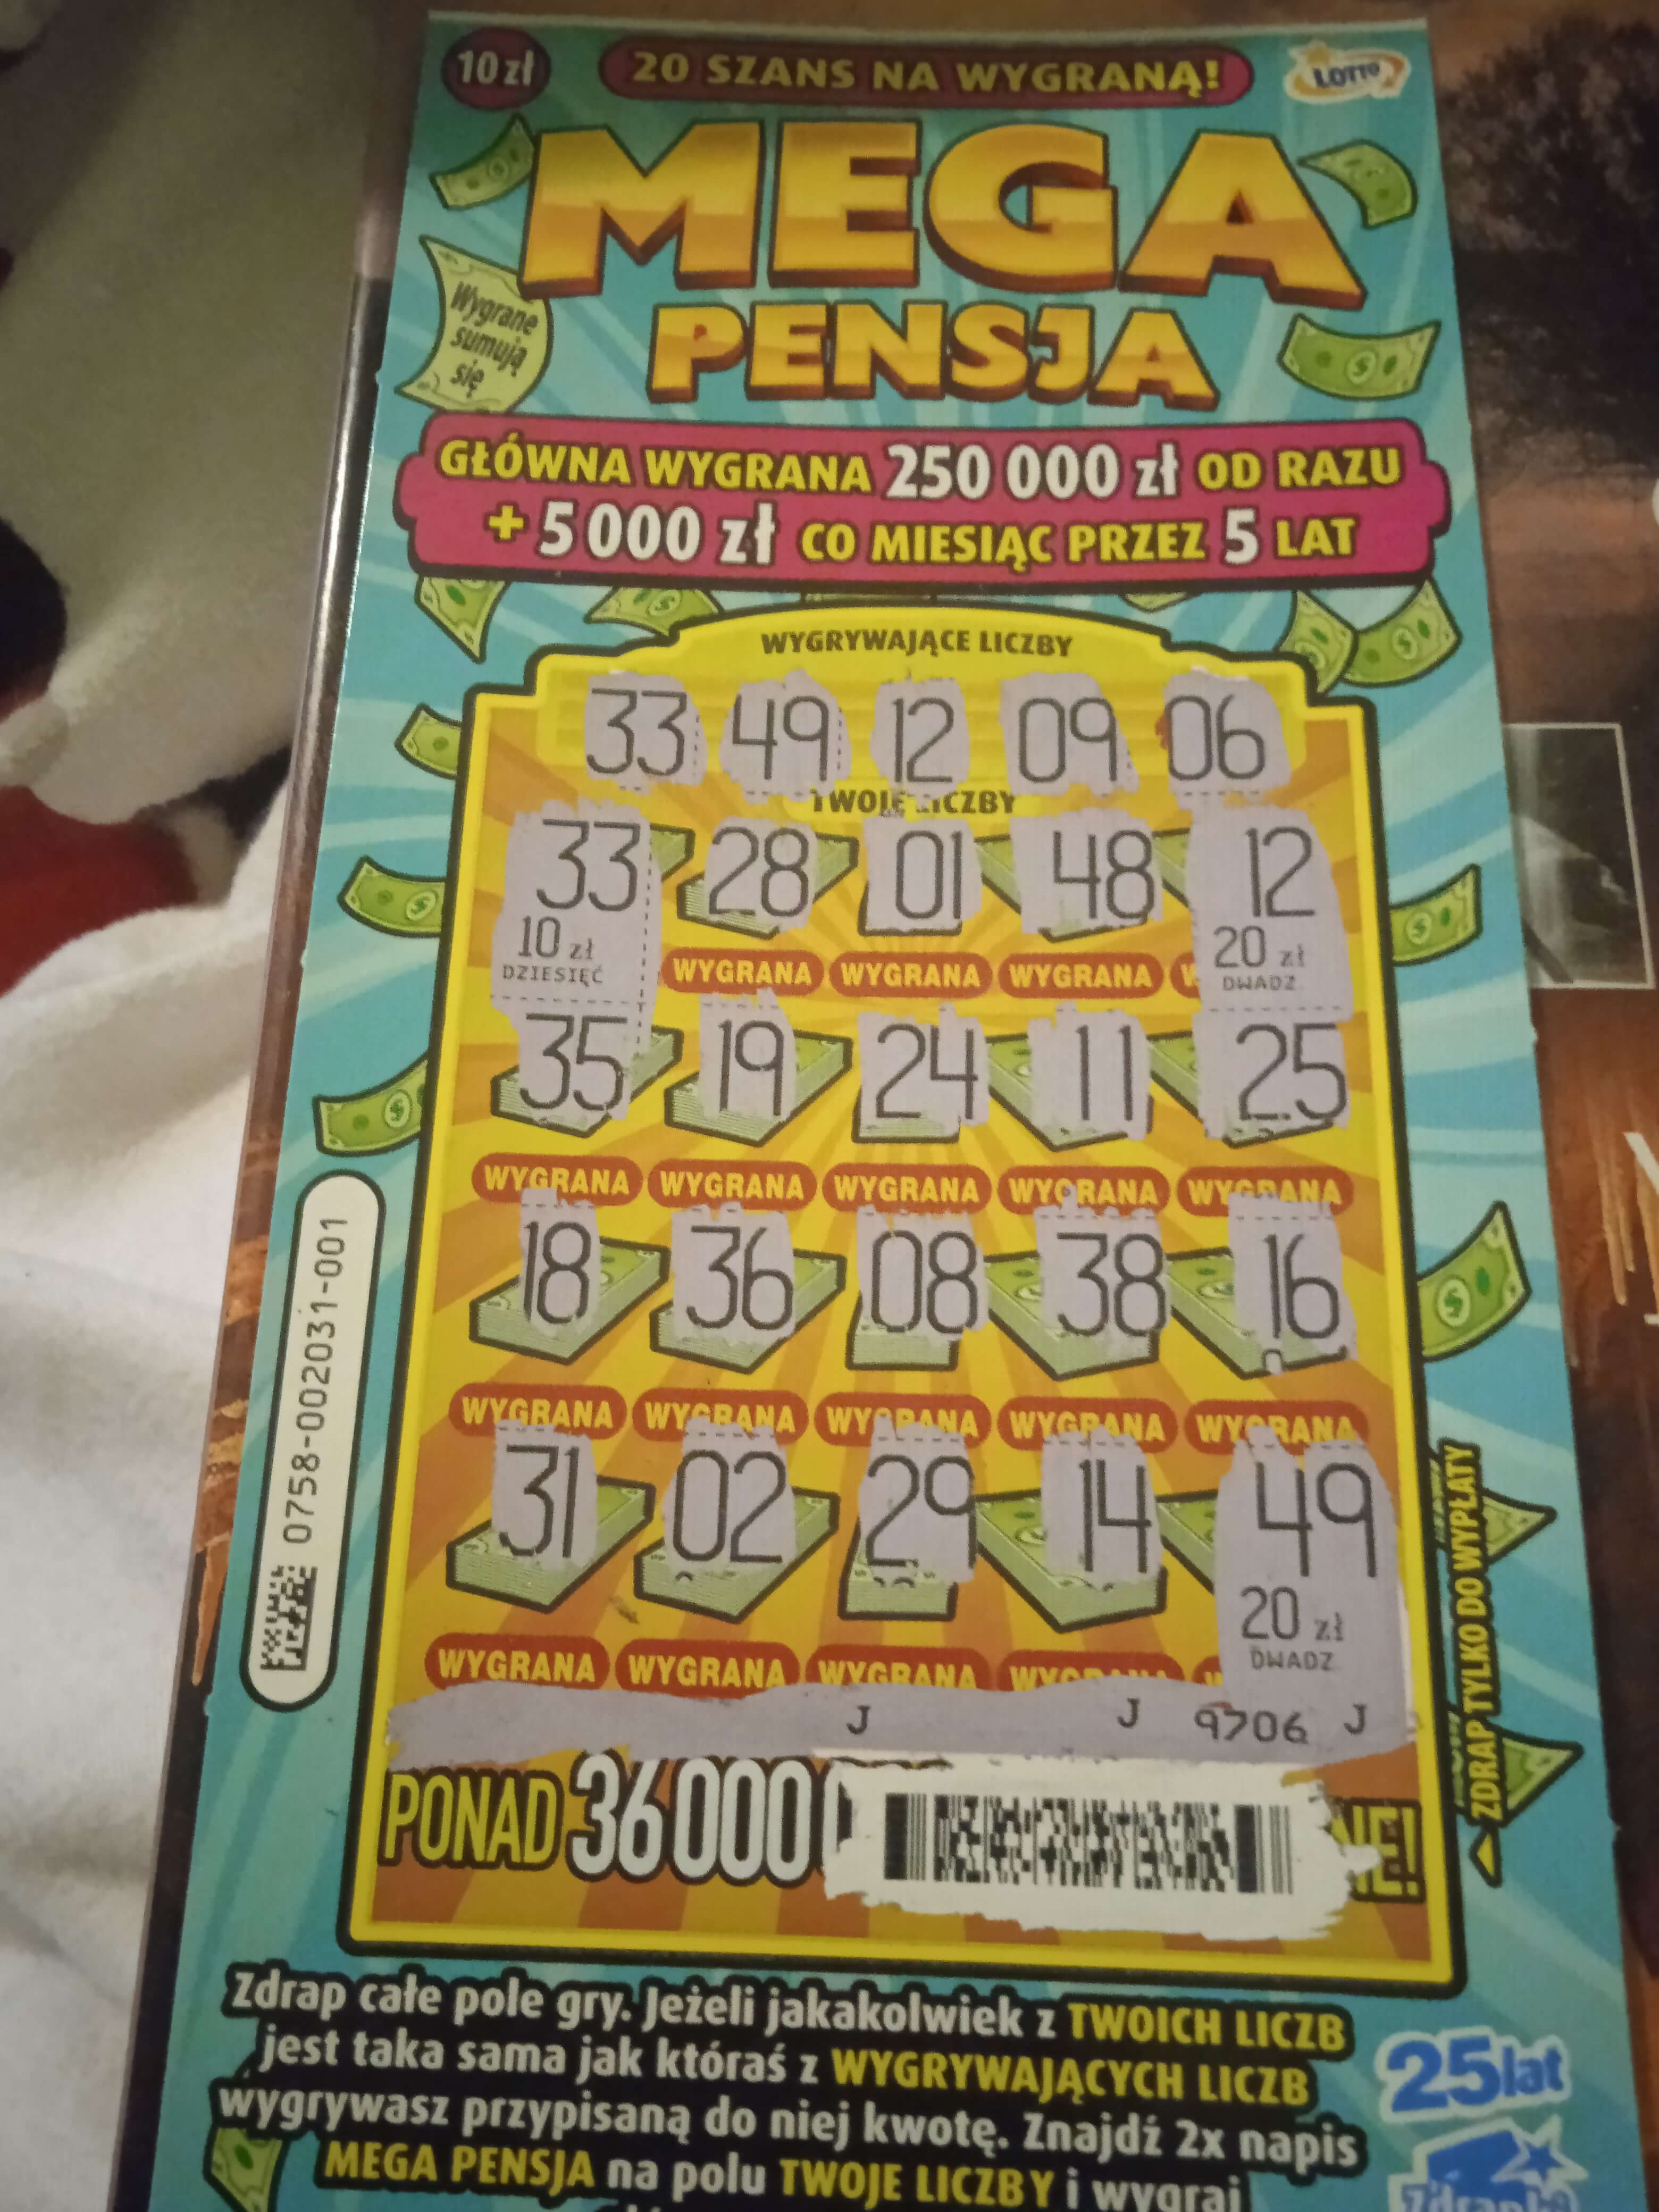 10 zł 20 SZANS NA WYGRANĄ! LOTTO
MEGA
PENSJA
Wygrane
sumują
się
GŁÓWNA WYGRANA 250 000 zł OD RAZU
+ 5 000 zł CO MIESIĄC PRZEZ 5 LAT
WYGRYWAJĄCE LICZBY
33 49 12 09 06
TWOJE LICZBY
33 28 01 48 12
10 zł 20 zł
DZIESIĘĆ WYGRANA WYGRANA WYGRANA W DWADZ.
35 19 24 11 25
WYGRANA WYGRANA WYGRANA WYGRANA WYGRANA
18 36 08 38 16
WYGRANA WYGRANA WYGRANA WYGRANA WYGRANA
31 02 29 14 49
20 zł
DWADZ
WYGRANA WYGRANA WYGRANA
J J 9706 J
PONAD 36 000
0758-002031-001
ZDRAP TYLKO DO WYPŁATY
Zdrap całe pole gry. Jeżeli jakakolwiek z TWOICH LICZB
jest taka sama jak któraś z WYGRYWAJĄCYCH LICZB
wygrywasz przypisaną do niej kwotę. Znajdź 2x napis
MEGA PENSJA na polu TWOJE LICZBY i wygraj
25 lat